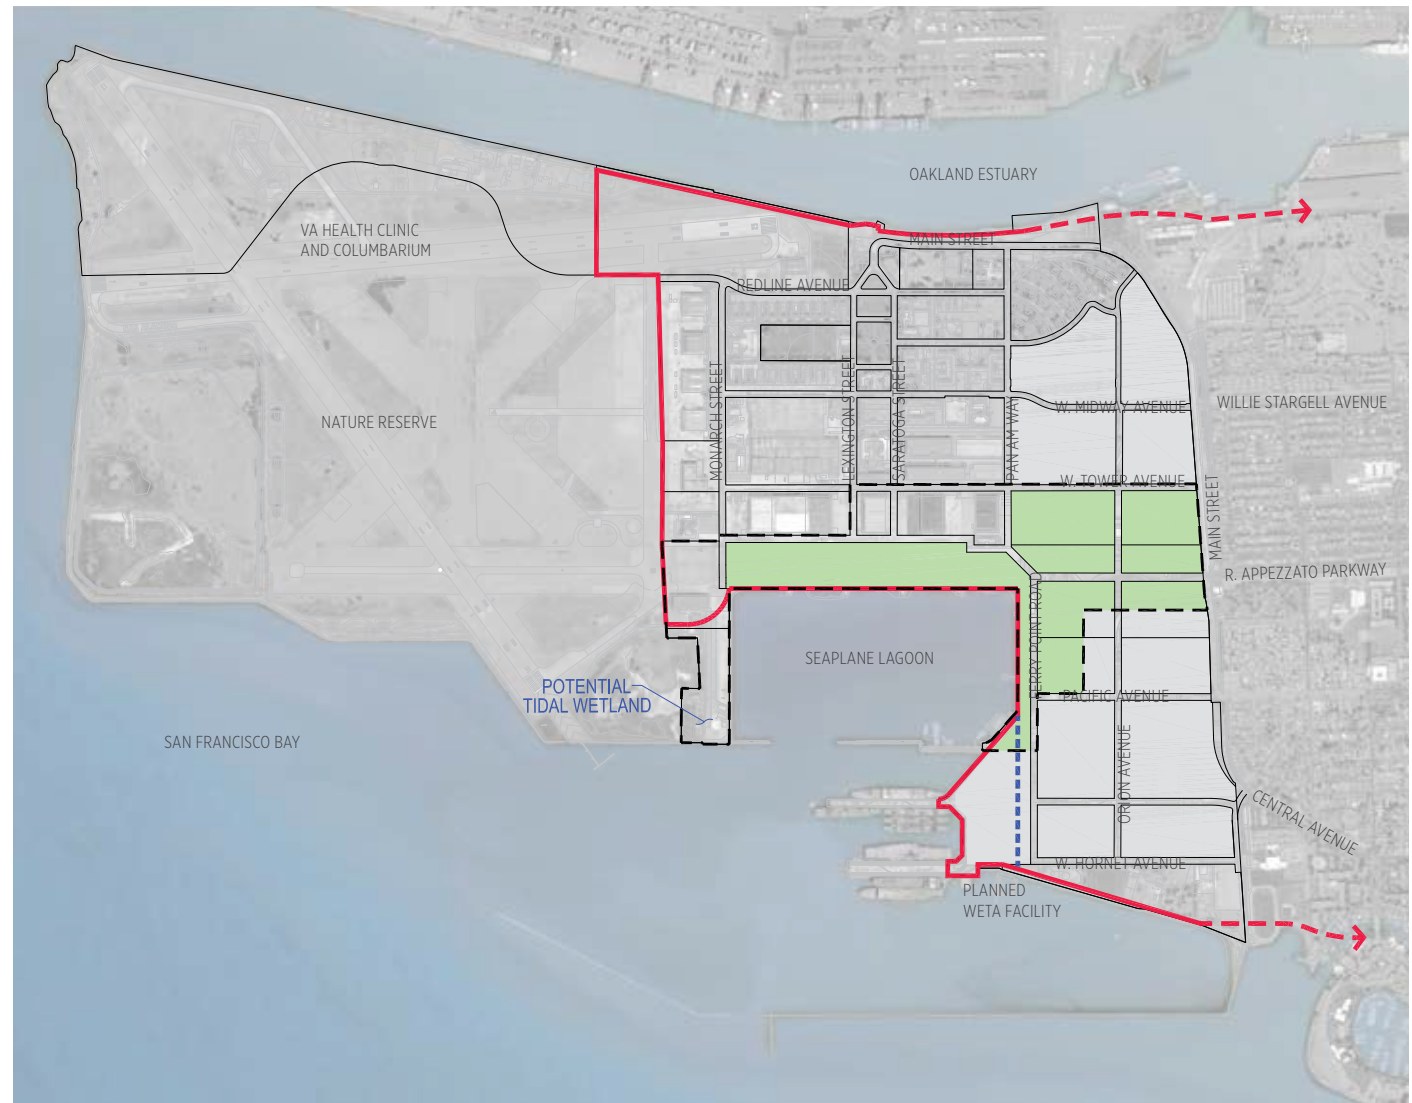 OAKLAND ESTUARY
VA HEALTH CLINIC
AND COLUMBARIUM
MAIN STREET
REDLINE AVENUE
NATURE RESERVE
MONARCH STREET
LEXINGTON STREET
SARATOGA STREET
PAN AM WAY
W. MIDWAY AVENUE
WILLIE STARGELL AVENUE
W. TOWER AVENUE
MAIN STREET
R. APPEZZATO PARKWAY
FERRY POINT ROAD
SEAPLANE LAGOON
POTENTIAL
TIDAL WETLAND
PACIFIC AVENUE
SAN FRANCISCO BAY
ORION AVENUE
CENTRAL AVENUE
W. HORNET AVENUE
PLANNED
WETA FACILITY